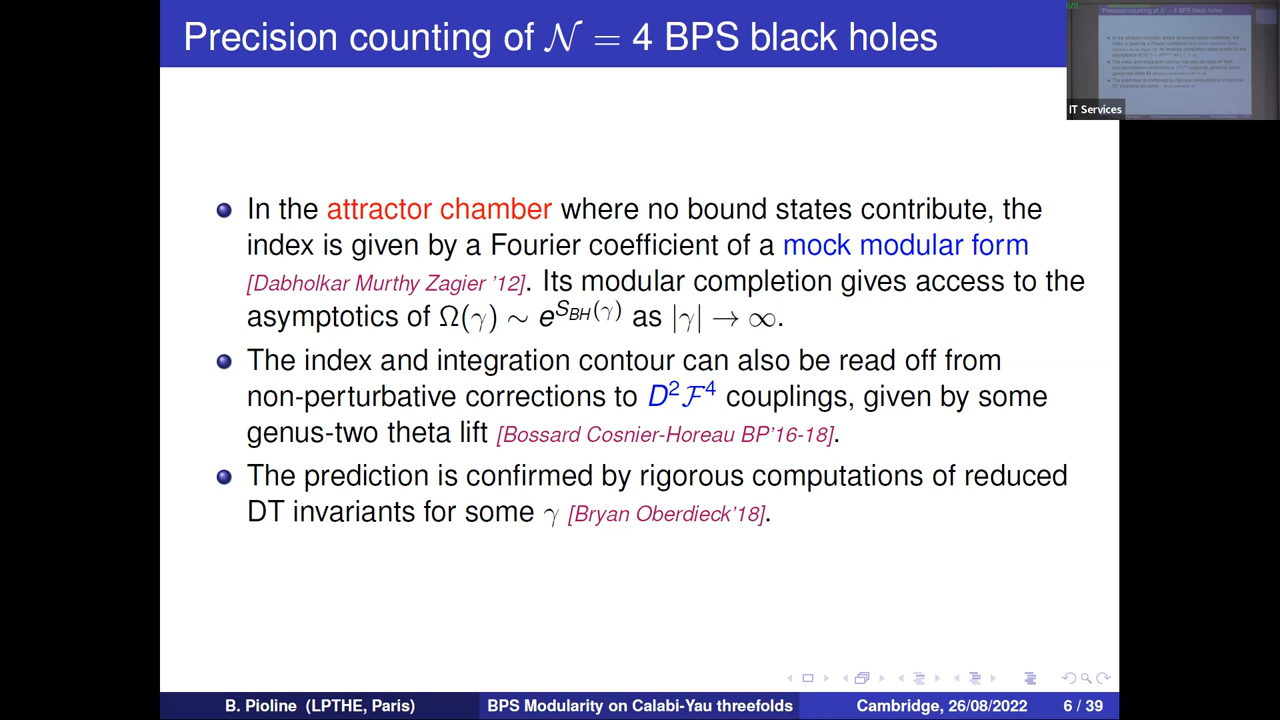 Precision counting of 𝒩 = 4 BPS black holes
IT Services
In the attractor chamber where no bound states contribute, the
index is given by a Fourier coefficient of a mock modular form
[Dabholkar Murthy Zagier '12]. Its modular completion gives access to the
asymptotics of Ω(γ) ∼ e^{S_{BH}(γ)} as |γ| → ∞.
The index and integration contour can also be read off from
non-perturbative corrections to D²ℱ⁴ couplings, given by some
genus-two theta lift [Bossard Cosnier-Horeau BP'16-18].
The prediction is confirmed by rigorous computations of reduced
DT invariants for some γ [Bryan Oberdieck'18].
B. Pioline (LPTHE, Paris) BPS Modularity on Calabi-Yau threefolds Cambridge, 26/08/2022 6 / 39